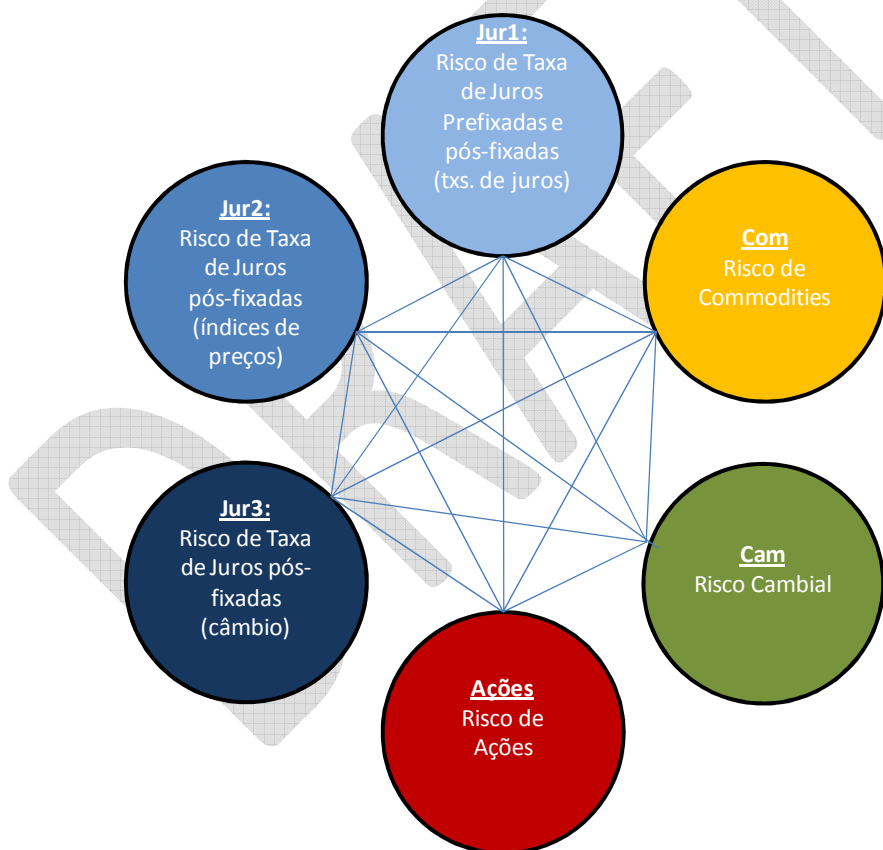 Jur1:
Risco de Taxa
de Juros
Prefixadas e
pós-fixadas
(txs. de juros)
Jur2:
Risco de Taxa
de Juros
pós-fixadas
(índices de
preços)
Com
Risco de
Commodities
Jur3:
Risco de Taxa
de Juros pós-
fixadas
(câmbio)
Cam
Risco Cambial
Ações
Risco de
Ações
DRAFT